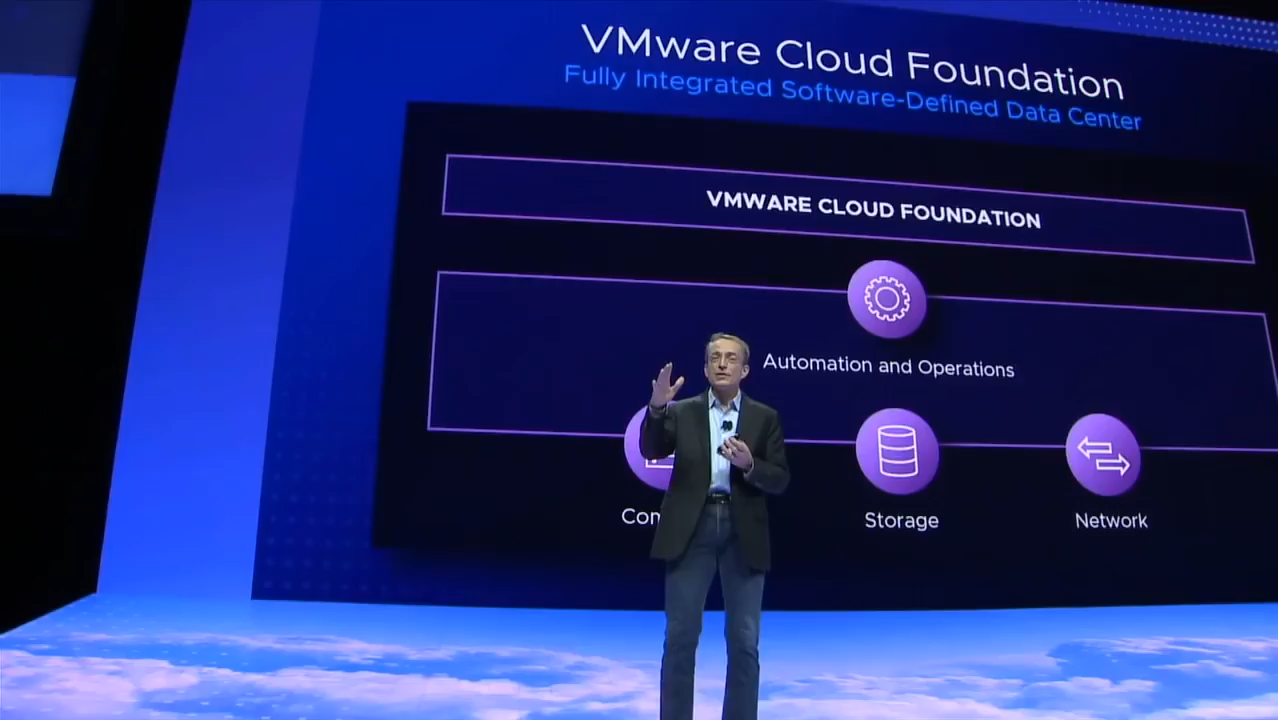 VMware Cloud Foundation
Fully Integrated Software-Defined Data Center
VMWARE CLOUD FOUNDATION
Automation and Operations
Storage
Network